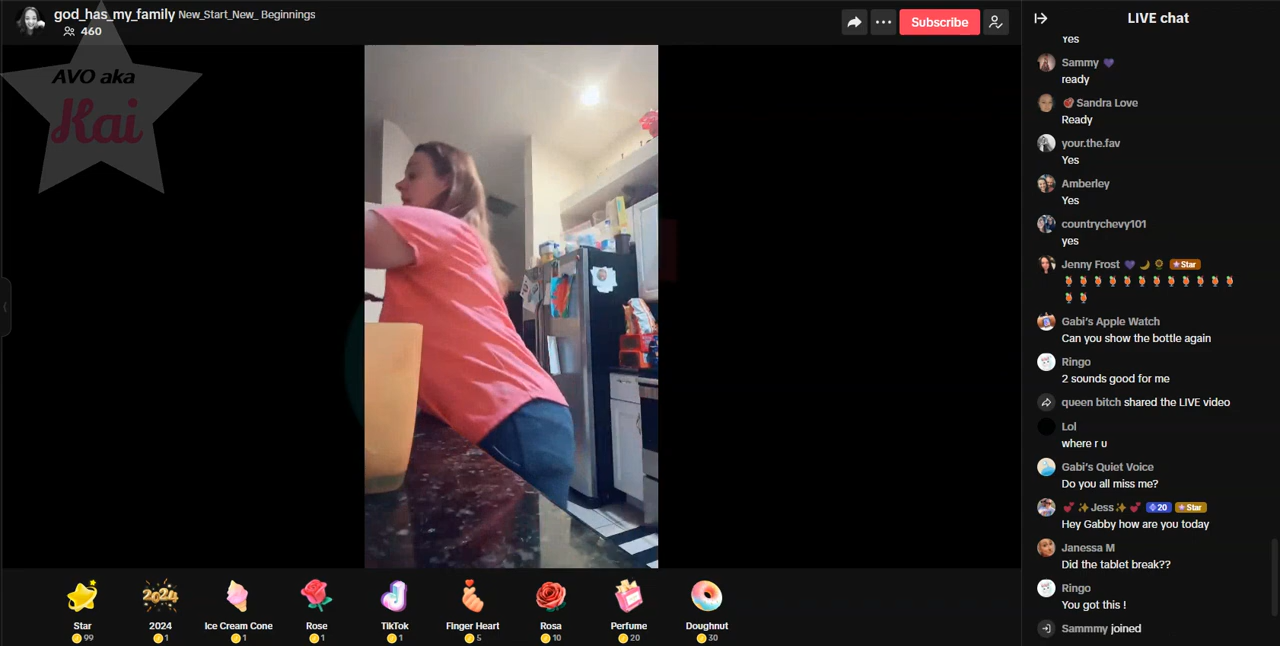 god_has_my_family New_Start_New_ Beginnings
460
Subscribe
AVO aka
Kai
LIVE chat
Yes
Sammy
ready
Sandra Love
Ready
your.the.fav
Yes
Amberley
Yes
countrychevy101
yes
Jenny Frost Star
Gabi's Apple Watch
Can you show the bottle again
Ringo
2 sounds good for me
queen bitch shared the LIVE video
Lol
where r u
Gabi's Quiet Voice
Do you all miss me?
Jess 20 Star
Hey Gabby how are you today
Janessa M
Did the tablet break??
Ringo
You got this !
Sammmy joined
2024
Star 2024 Ice Cream Cone Rose TikTok Finger Heart Rosa Perfume Doughnut
99 1 1 1 1 5 10 20 30